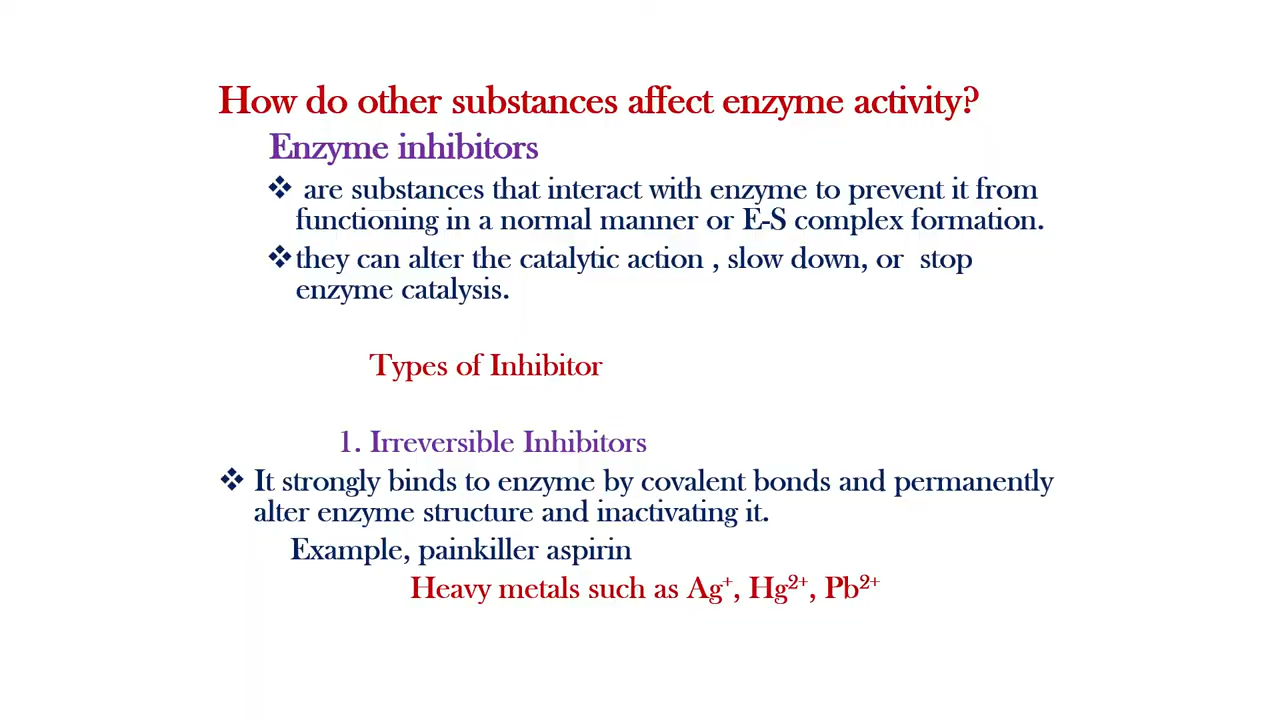 How do other substances affect enzyme activity?
Enzyme inhibitors
❖ are substances that interact with enzyme to prevent it from
functioning in a normal manner or E-S complex formation.
❖they can alter the catalytic action , slow down, or stop
enzyme catalysis.
Types of Inhibitor
1. Irreversible Inhibitors
❖ It strongly binds to enzyme by covalent bonds and permanently
alter enzyme structure and inactivating it.
Example, painkiller aspirin
Heavy metals such as Ag⁺, Hg²⁺, Pb²⁺